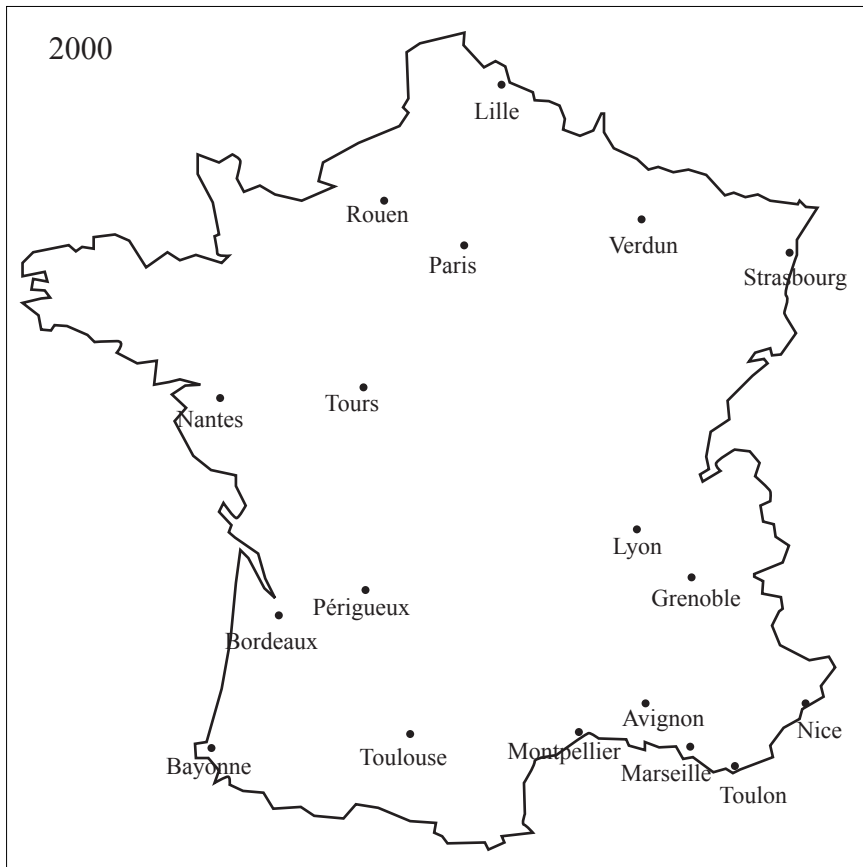 2000
Lille
Rouen
Verdun
Paris
Strasbourg
Tours
Nantes
Lyon
Grenoble
Périgueux
Bordeaux
Avignon
Nice
Toulouse
Montpellier
Marseille
Bayonne
Toulon